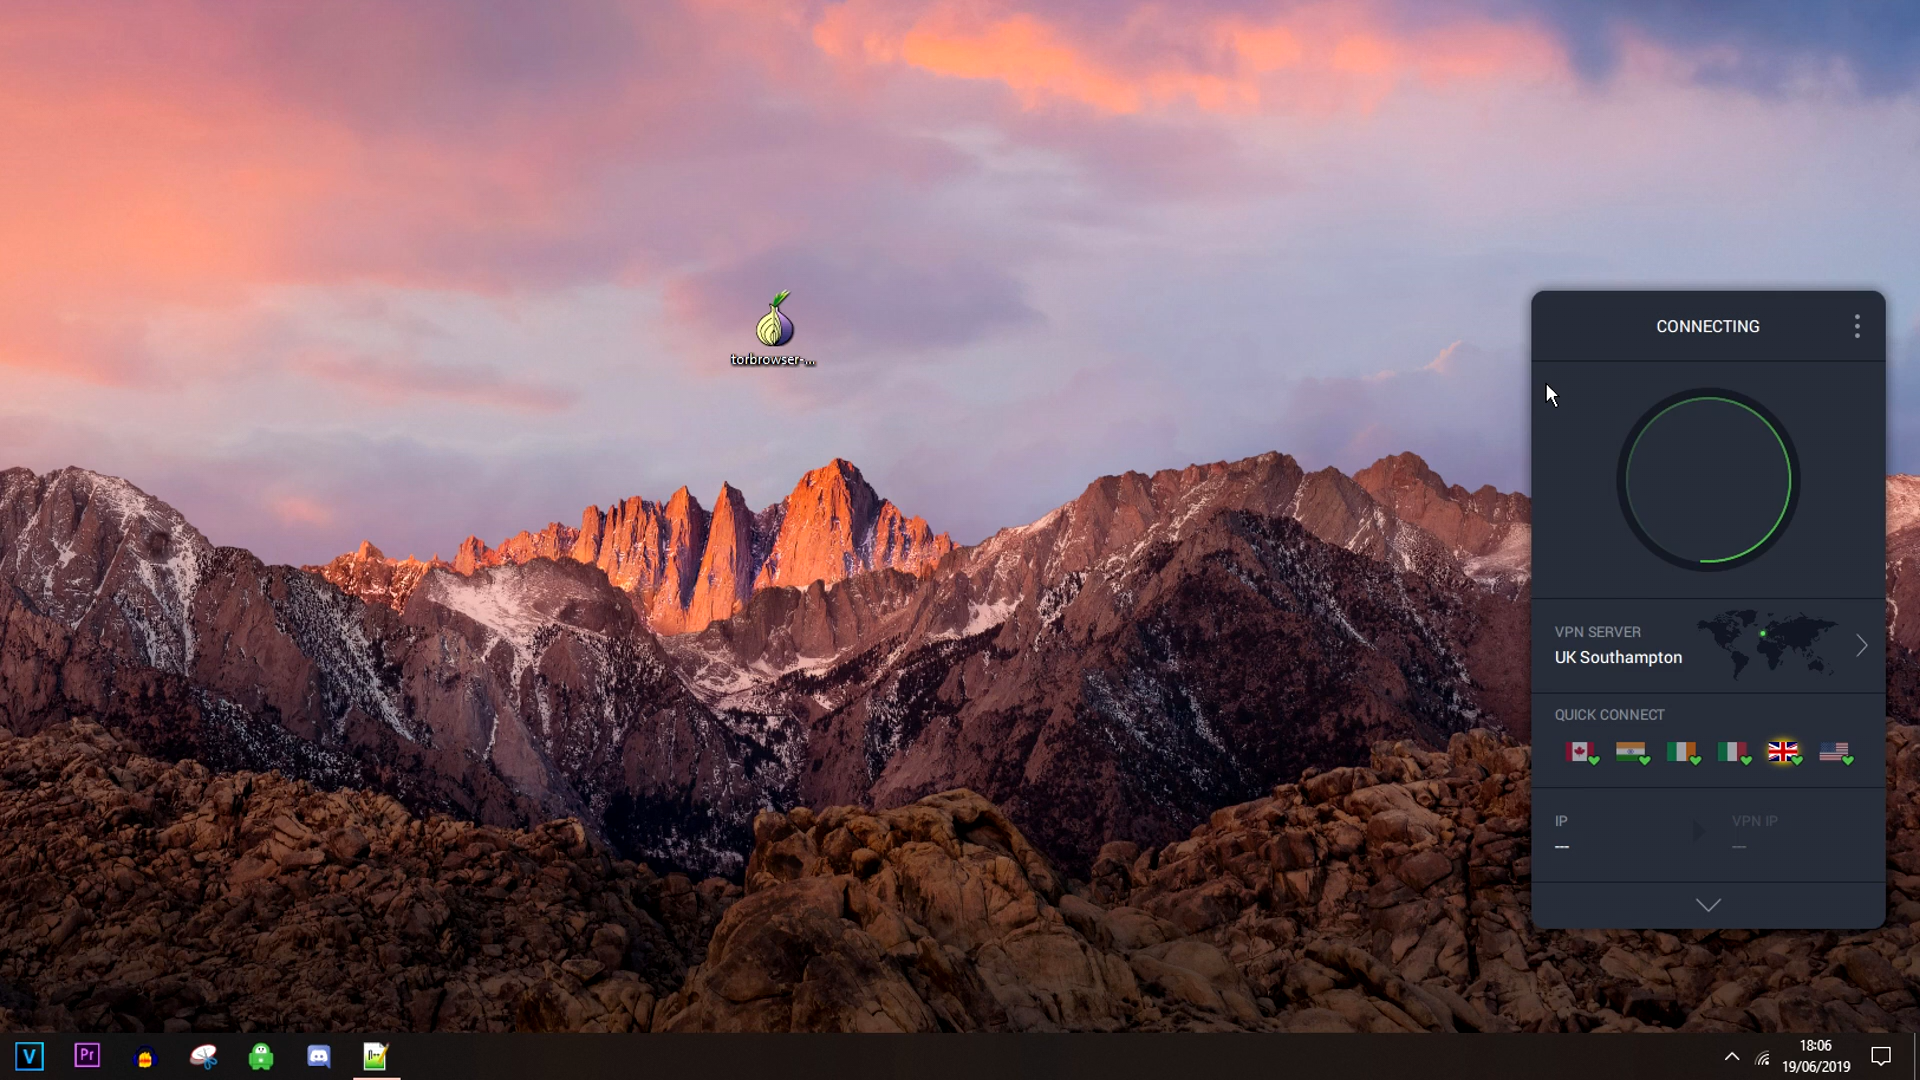 torbrowser-...
CONNECTING
VPN SERVER
UK Southampton
QUICK CONNECT
IP
---
VPN IP
---
V
Pr
n++
18:06
19/06/2019